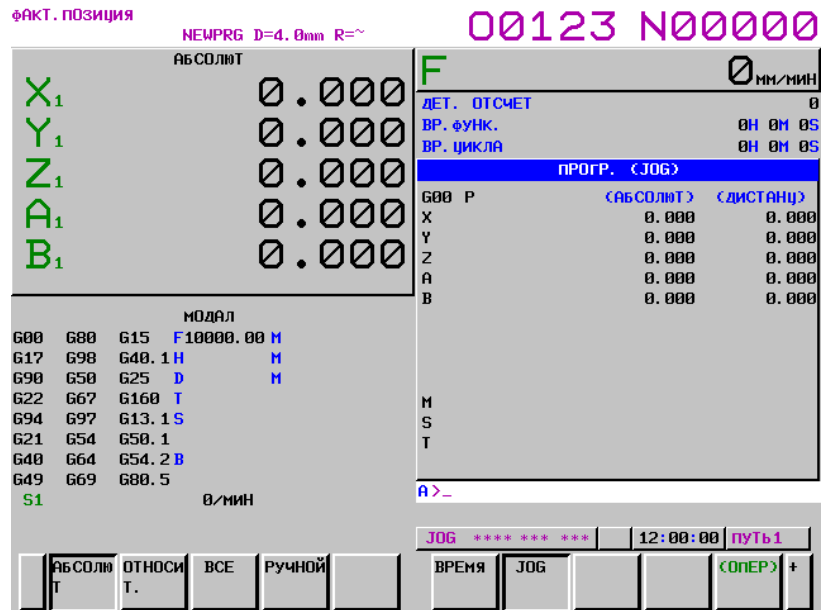 фАКТ.ПОЗИЦИЯ
NEWPRG D=4.0mm R=~
O0123 N00000
АБСОЛЮТ
X1 0.000
Y1 0.000
Z1 0.000
A1 0.000
B1 0.000
F 0 мм/мин
ДЕТ. ОТСЧЕТ 0
ВР.фУНК. 0H 0M 0S
ВР.ЦИКЛА 0H 0M 0S
ПРОГР. (JOG)
G00 P (АБСОЛЮТ) (ДИСТАНЦ)
X 0.000 0.000
Y 0.000 0.000
Z 0.000 0.000
A 0.000 0.000
B 0.000 0.000
M
S
T
МОДАЛ
G00 G80 G15 F10000.00 M
G17 G98 G40.1 H M
G90 G50 G25 D M
G22 G67 G160 T
G94 G97 G13.1 S
G21 G54 G50.1
G40 G64 G54.2 B
G49 G69 G80.5
S1 0/МИН
A>_
JOG **** *** *** 12:00:00 ПУТЬ1
АБСОЛЮ
Т
ОТНОСИ
Т.
ВСЕ
РУЧНОЙ
ВРЕМЯ
JOG
(ОПЕР)
+